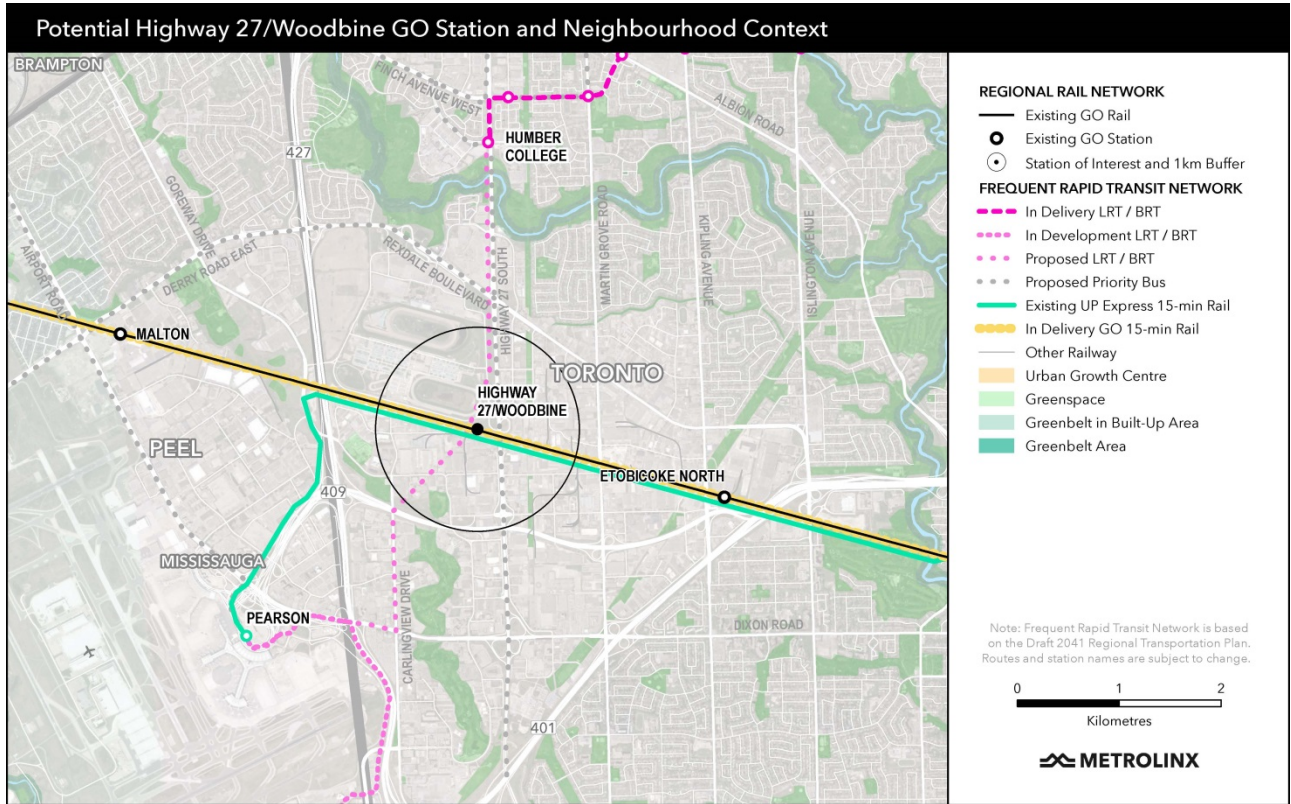 Potential Highway 27/Woodbine GO Station and Neighbourhood Context
BRAMPTON
FINCH AVENUE WEST
ALBION ROAD
HUMBER
COLLEGE
427
GOREWAY DRIVE
AIRPORT ROAD
DERRY ROAD EAST
REXDALE BOULEVARD
HIGHWAY 27 SOUTH
MARTIN GROVE ROAD
KIPLING AVENUE
ISLINGTON AVENUE
MALTON
TORONTO
HIGHWAY
27/WOODBINE
PEEL
ETOBICOKE NORTH
409
MISSISSAUGA
PEARSON
CARLINGVIEW DRIVE
DIXON ROAD
401
REGIONAL RAIL NETWORK
Existing GO Rail
Existing GO Station
Station of Interest and 1km Buffer
FREQUENT RAPID TRANSIT NETWORK
In Delivery LRT / BRT
In Development LRT / BRT
Proposed LRT / BRT
Proposed Priority Bus
Existing UP Express 15-min Rail
In Delivery GO 15-min Rail
Other Railway
Urban Growth Centre
Greenspace
Greenbelt in Built-Up Area
Greenbelt Area
Note: Frequent Rapid Transit Network is based
on the Draft 2041 Regional Transportation Plan.
Routes and station names are subject to change.
0 1 2
Kilometres
METROLINX